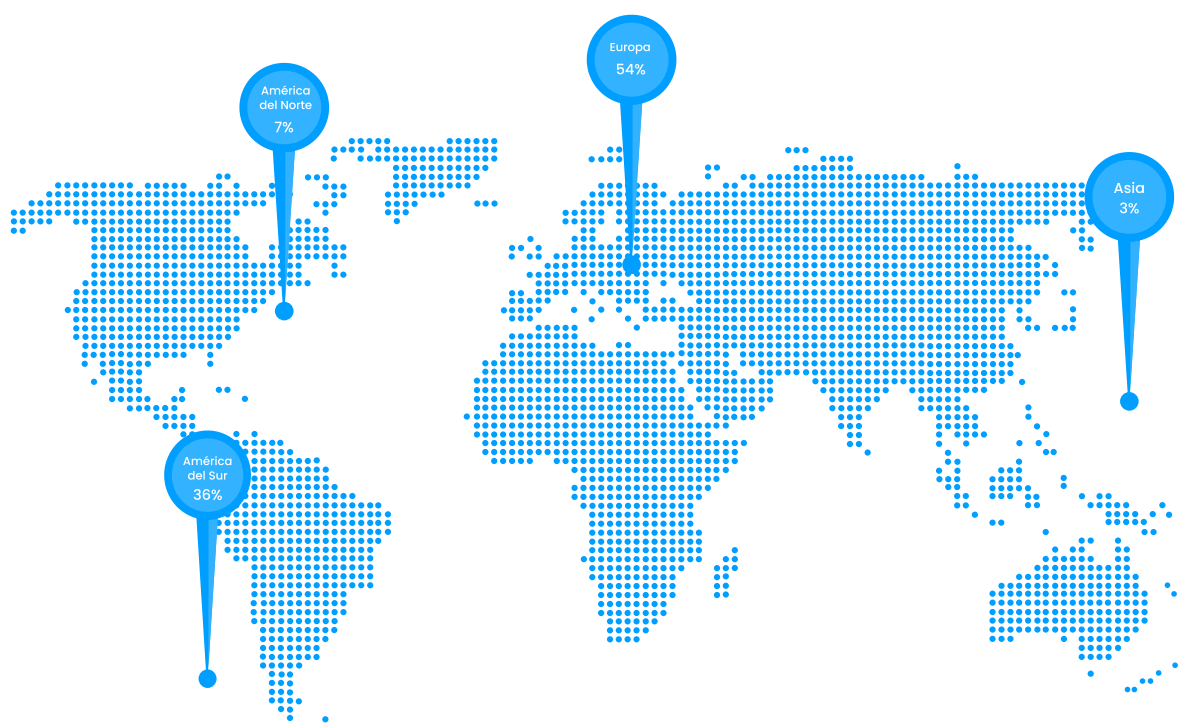 Europa
54%
América
del Norte
7%
Asia
3%
América
del Sur
36%